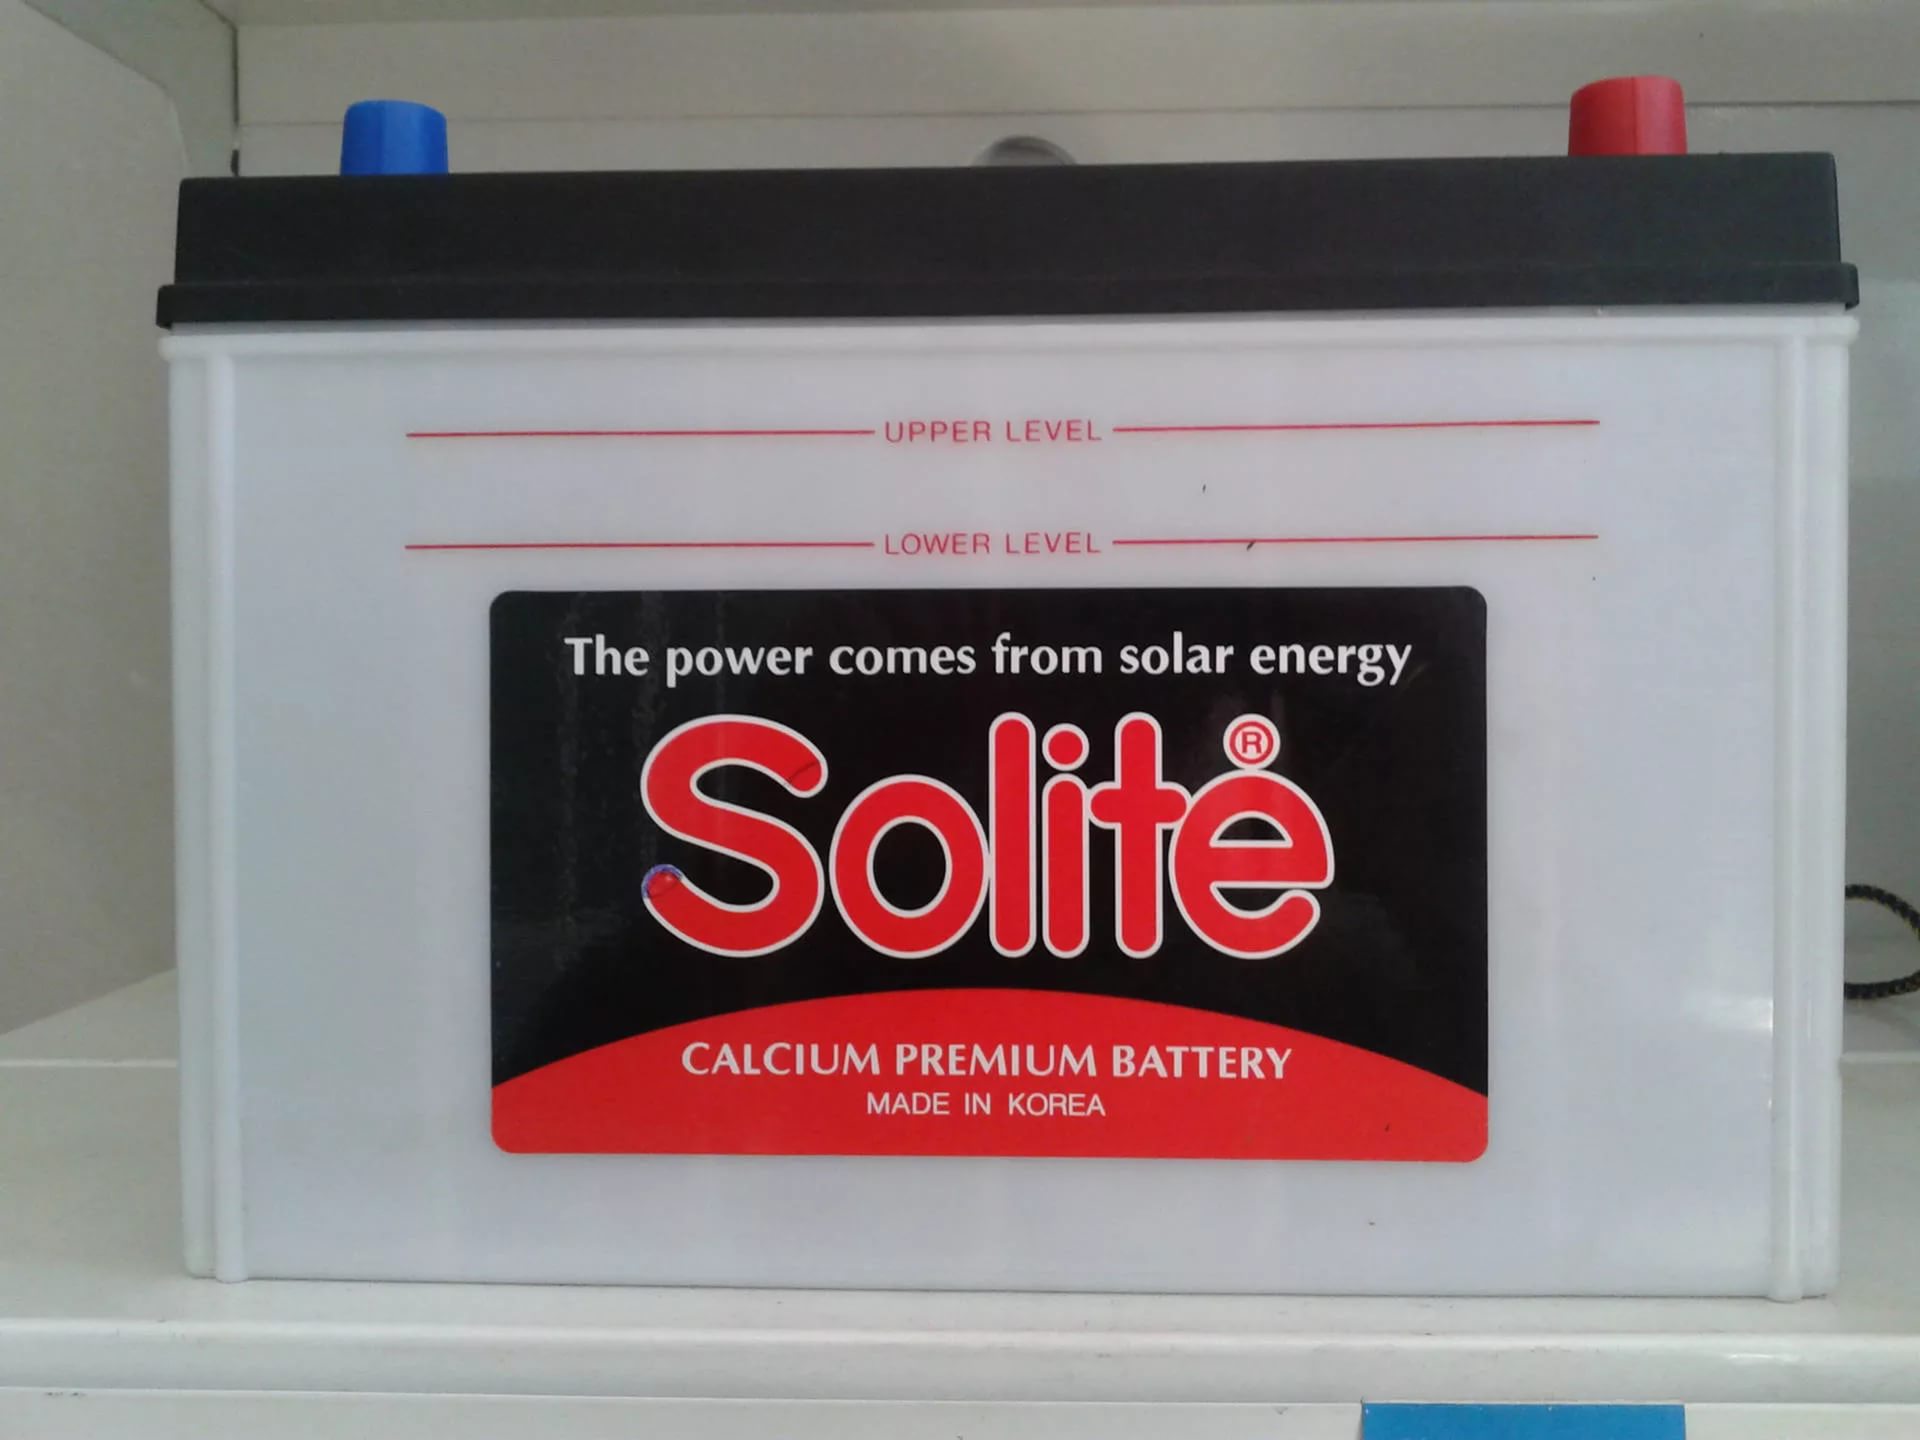 UPPER LEVEL
LOWER LEVEL
The power comes from solar energy
Solite®
CALCIUM PREMIUM BATTERY
MADE IN KOREA